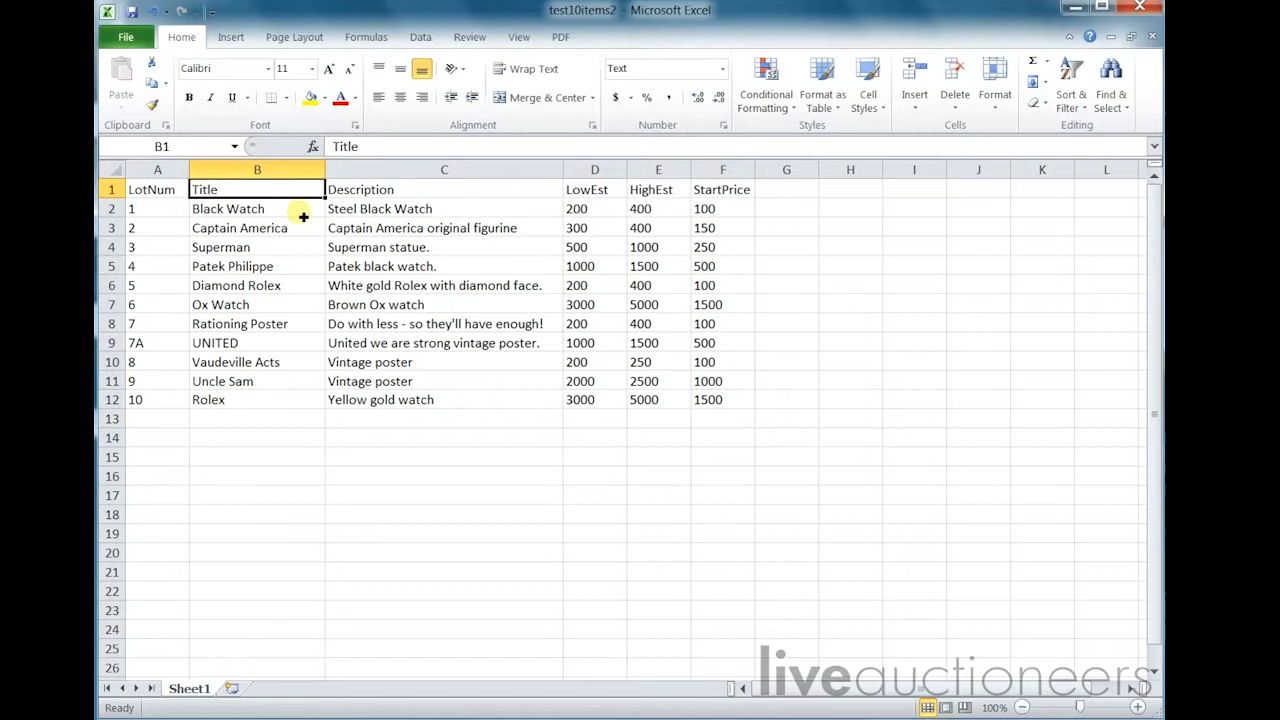 test10items2 - Microsoft Excel
File Home Insert Page Layout Formulas Data Review View PDF
Calibri 11 Wrap Text Text
Paste B I U Merge & Center $ % , Conditional Formatting Format as Table Cell Styles Insert Delete Format Sort & Filter Find & Select
Clipboard Font Alignment Number Styles Cells Editing
B1 fx Title
A B C D E F G H I J K L
1 LotNum Title Description LowEst HighEst StartPrice
2 1 Black Watch Steel Black Watch 200 400 100
3 2 Captain America Captain America original figurine 300 400 150
4 3 Superman Superman statue. 500 1000 250
5 4 Patek Philippe Patek black watch. 1000 1500 500
6 5 Diamond Rolex White gold Rolex with diamond face. 200 400 100
7 6 Ox Watch Brown Ox watch 3000 5000 1500
8 7 Rationing Poster Do with less - so they'll have enough! 200 400 100
9 7A UNITED United we are strong vintage poster. 1000 1500 500
10 8 Vaudeville Acts Vintage poster 200 250 100
11 9 Uncle Sam Vintage poster 2000 2500 1000
12 10 Rolex Yellow gold watch 3000 5000 1500
13
14
15
16
17
18
19
20
21
22
23
24
25
26
liveauctioneers
Sheet1
Ready 100%